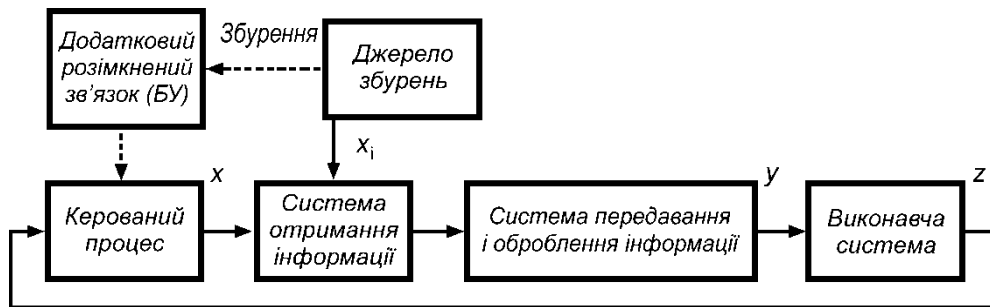 Додатковий
розімкнений
зв’язок (БУ)
Збурення
Джерело
збурень
xi
x
y
z
Керований
процес
Система
отримання
інформації
Система передавання
і оброблення інформації
Виконавча
система